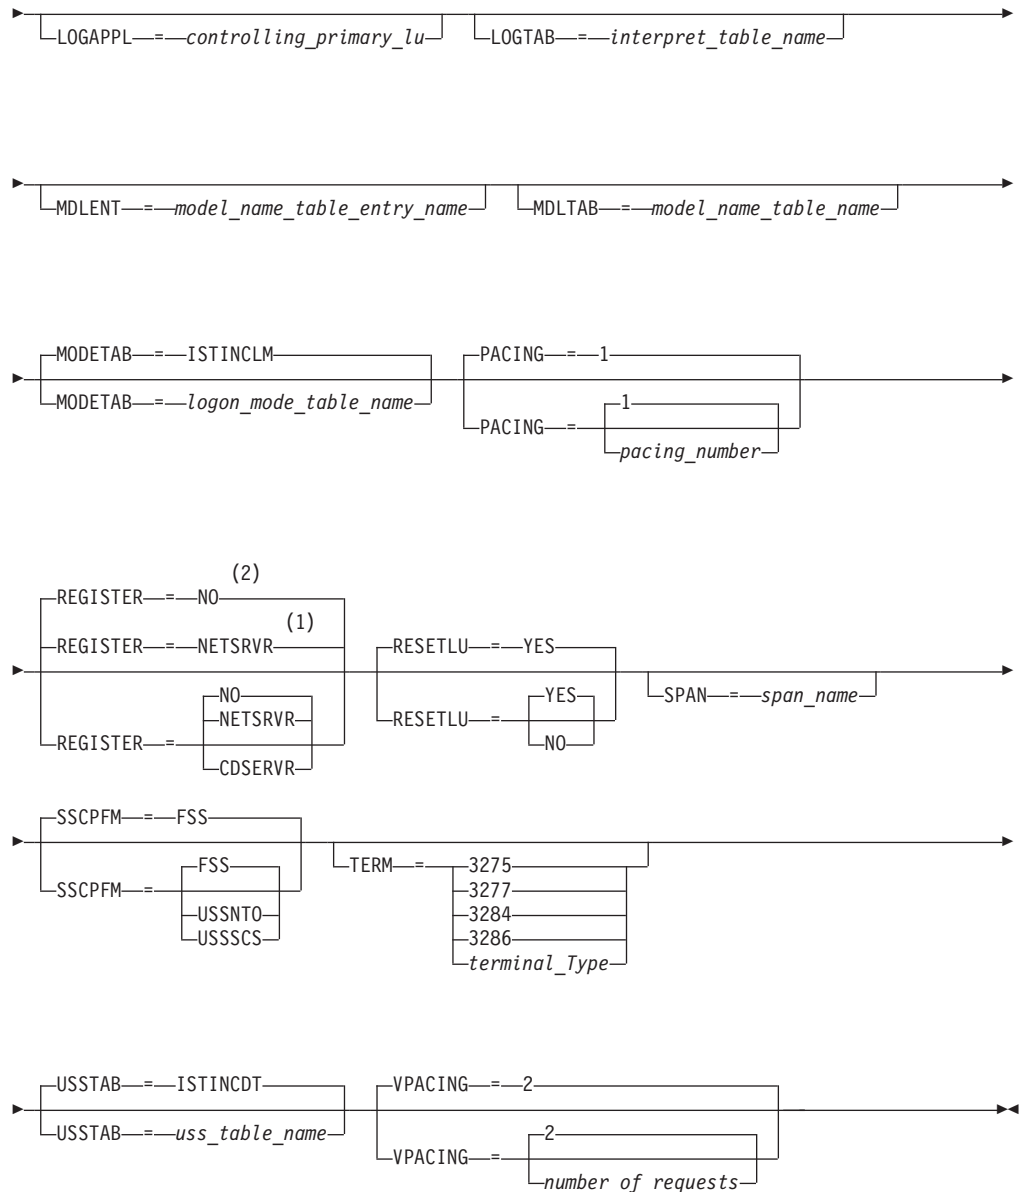 LOGAPPL = controlling_primary_lu LOGTAB = interpret_table_name
MDLENT = model_name_table_entry_name MDLTAB = model_name_table_name
MODETAB = ISTINCLM PACING = 1
MODETAB = logon_mode_table_name 1
PACING =
pacing_number
(2)
REGISTER = NO
(1)
REGISTER = NETSRVR RESETLU = YES
NO YES SPAN = span_name
NETSRVR RESETLU =
REGISTER = NO
CDSERVR
SSCPFM = FSS
FSS TERM = 3275
SSCPFM = 3277
USSNTO 3284
USSSCS 3286
terminal_Type
USSTAB = ISTINCDT VPACING = 2
USSTAB = uss_table_name 2
VPACING =
number of requests